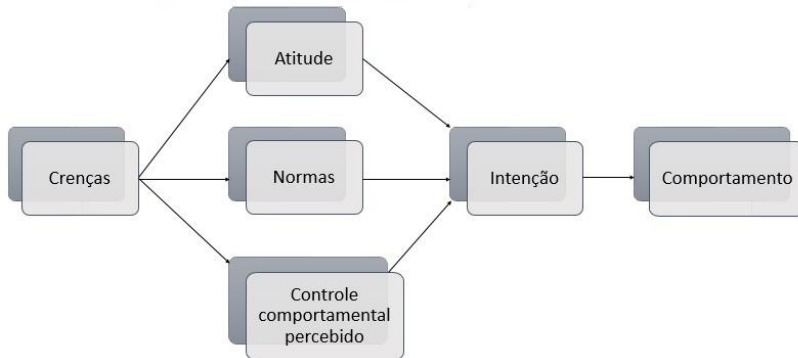 Atitude
Crenças
Normas
Intenção
Comportamento
Controle
comportamental
percebido